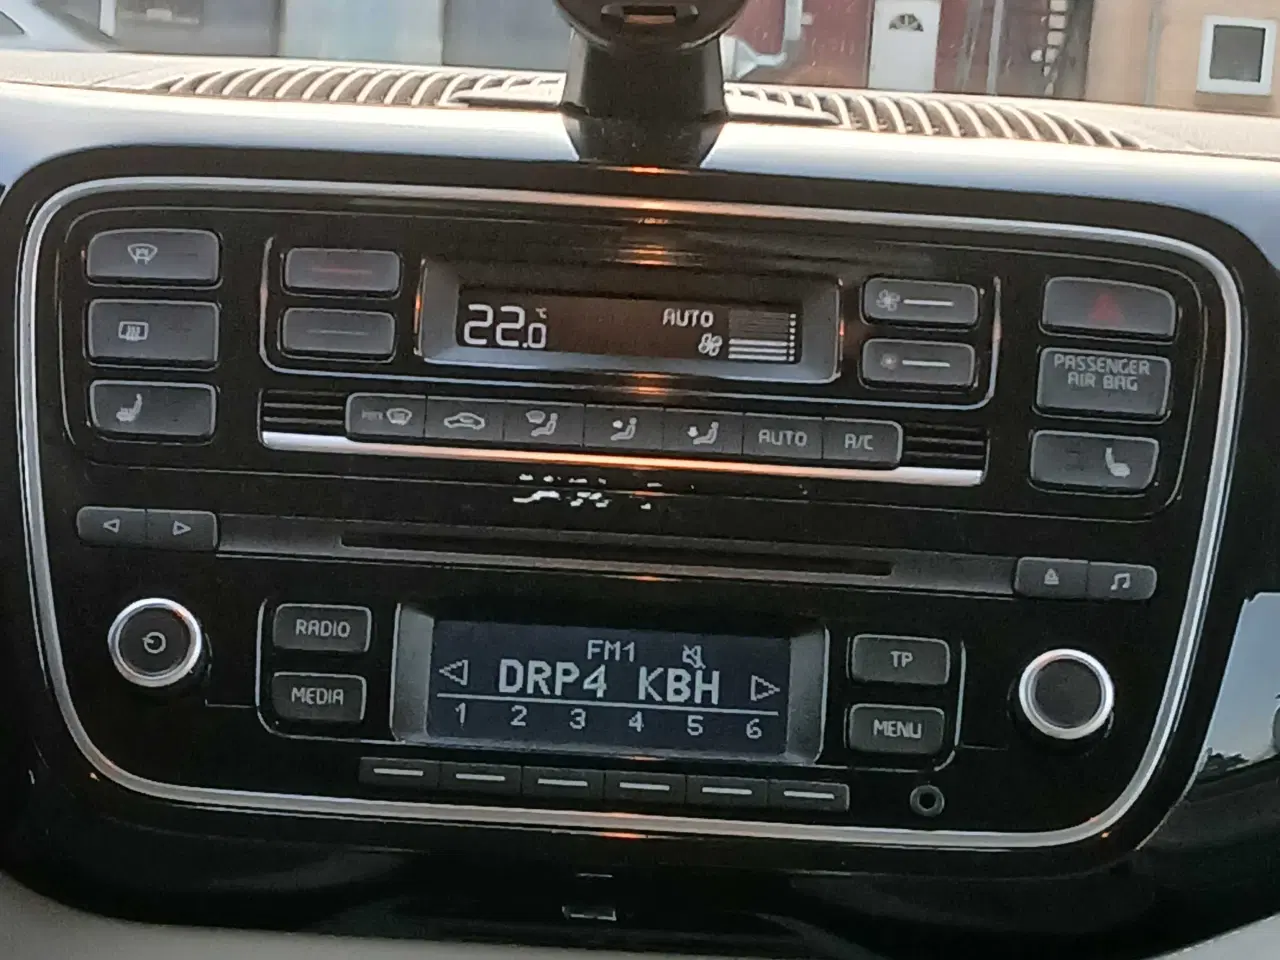 22.0 °C AUTO
PASSENGER
AIR BAG
AUTO A/C
RADIO
MEDIA
FM1
DRP4 KBH
1 2 3 4 5 6
TP
MENU